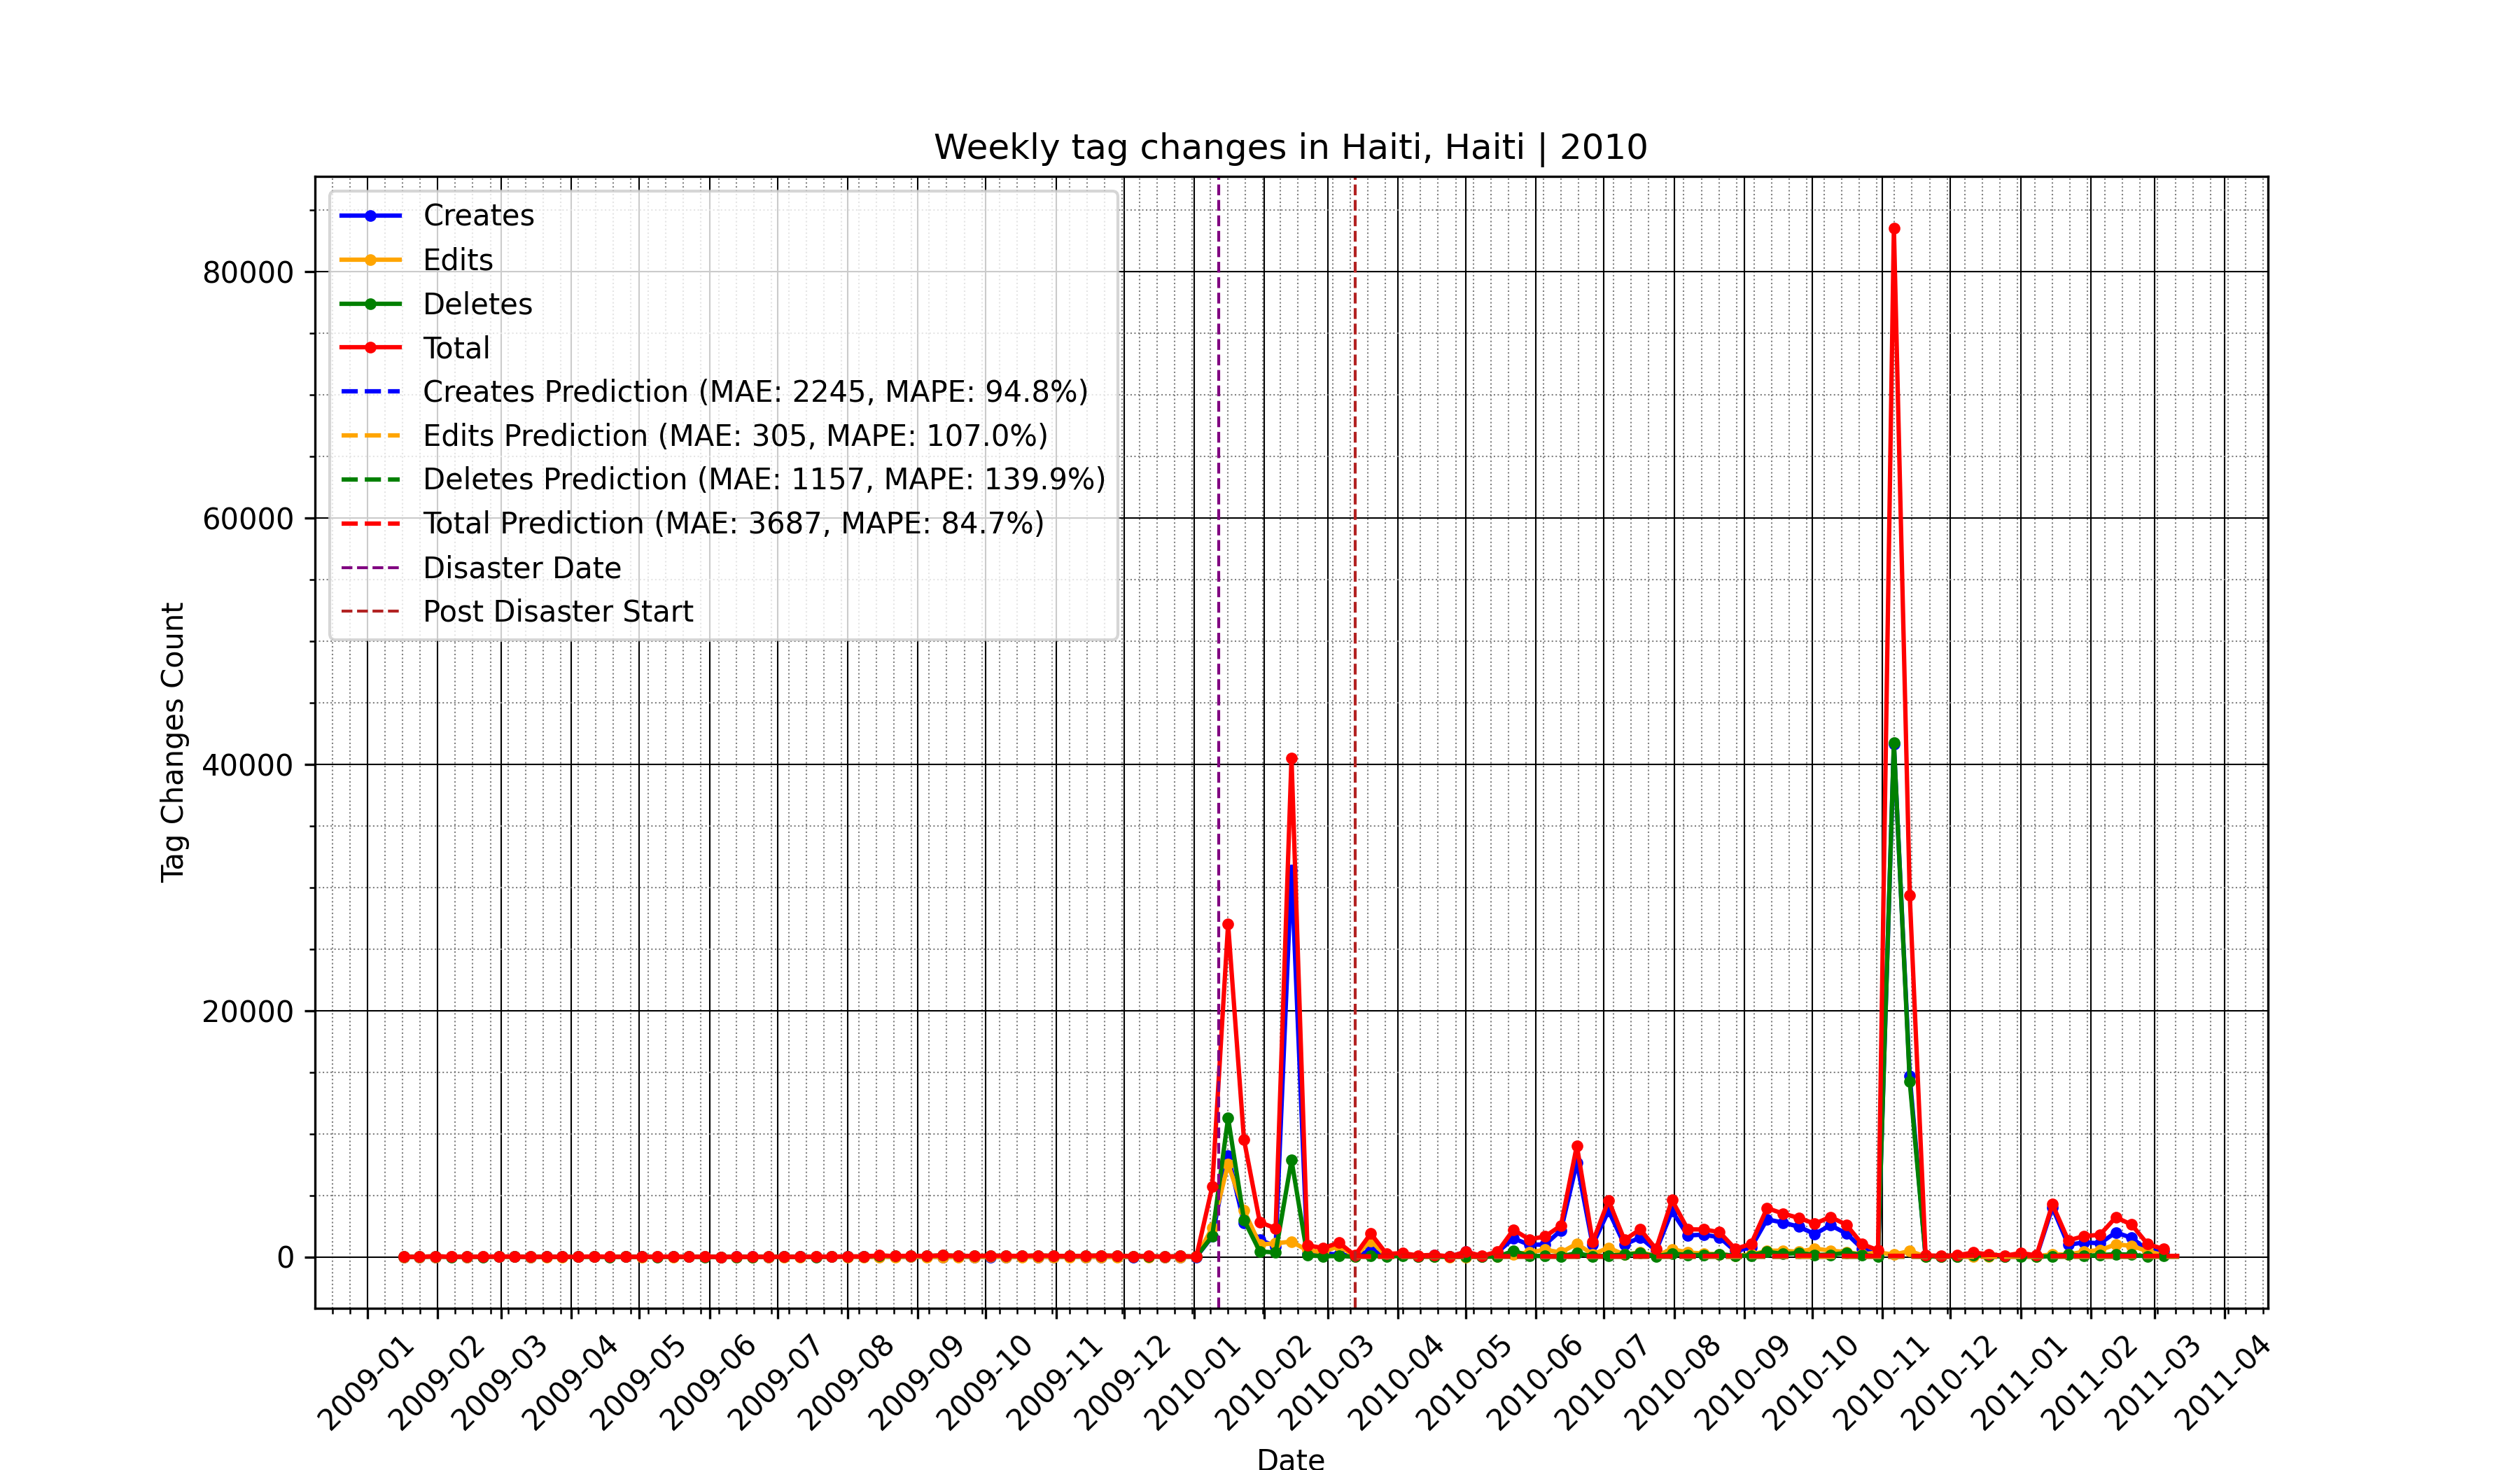 Weekly tag changes in Haiti, Haiti | 2010
Creates
Edits
Deletes
Total
Creates Prediction (MAE: 2245, MAPE: 94.8%)
Edits Prediction (MAE: 305, MAPE: 107.0%)
Deletes Prediction (MAE: 1157, MAPE: 139.9%)
Total Prediction (MAE: 3687, MAPE: 84.7%)
Disaster Date
Post Disaster Start
Tag Changes Count
80000
60000
40000
20000
0
2009-01
2009-02
2009-03
2009-04
2009-05
2009-06
2009-07
2009-08
2009-09
2009-10
2009-11
2009-12
2010-01
2010-02
2010-03
2010-04
2010-05
2010-06
2010-07
2010-08
2010-09
2010-10
2010-11
2010-12
2011-01
2011-02
2011-03
2011-04
Date